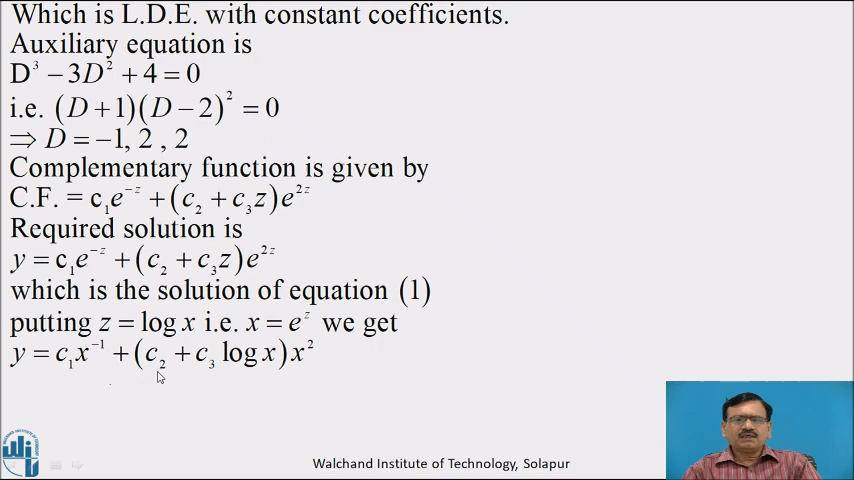 Which is L.D.E. with constant coefficients.
Auxiliary equation is
D³ − 3D² + 4 = 0
i.e. (D + 1)(D − 2)² = 0
⇒ D = −1, 2 , 2
Complementary function is given by
C.F. = c₁e⁻ᶻ + (c₂ + c₃z)e²ᶻ
Required solution is
y = c₁e⁻ᶻ + (c₂ + c₃z)e²ᶻ
which is the solution of equation (1)
putting z = log x i.e. x = eᶻ we get
y = c₁x⁻¹ + (c₂ + c₃ log x)x²
Walchand Institute of Technology, Solapur